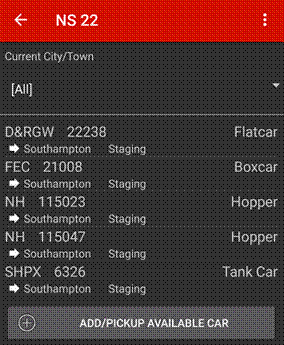 NS 22
Current City/Town
[All]
D&RGW 22238 Flatcar
Southampton Staging
FEC 21008 Boxcar
Southampton Staging
NH 115023 Hopper
Southampton Staging
NH 115047 Hopper
Southampton Staging
SHPX 6326 Tank Car
Southampton Staging
ADD/PICKUP AVAILABLE CAR